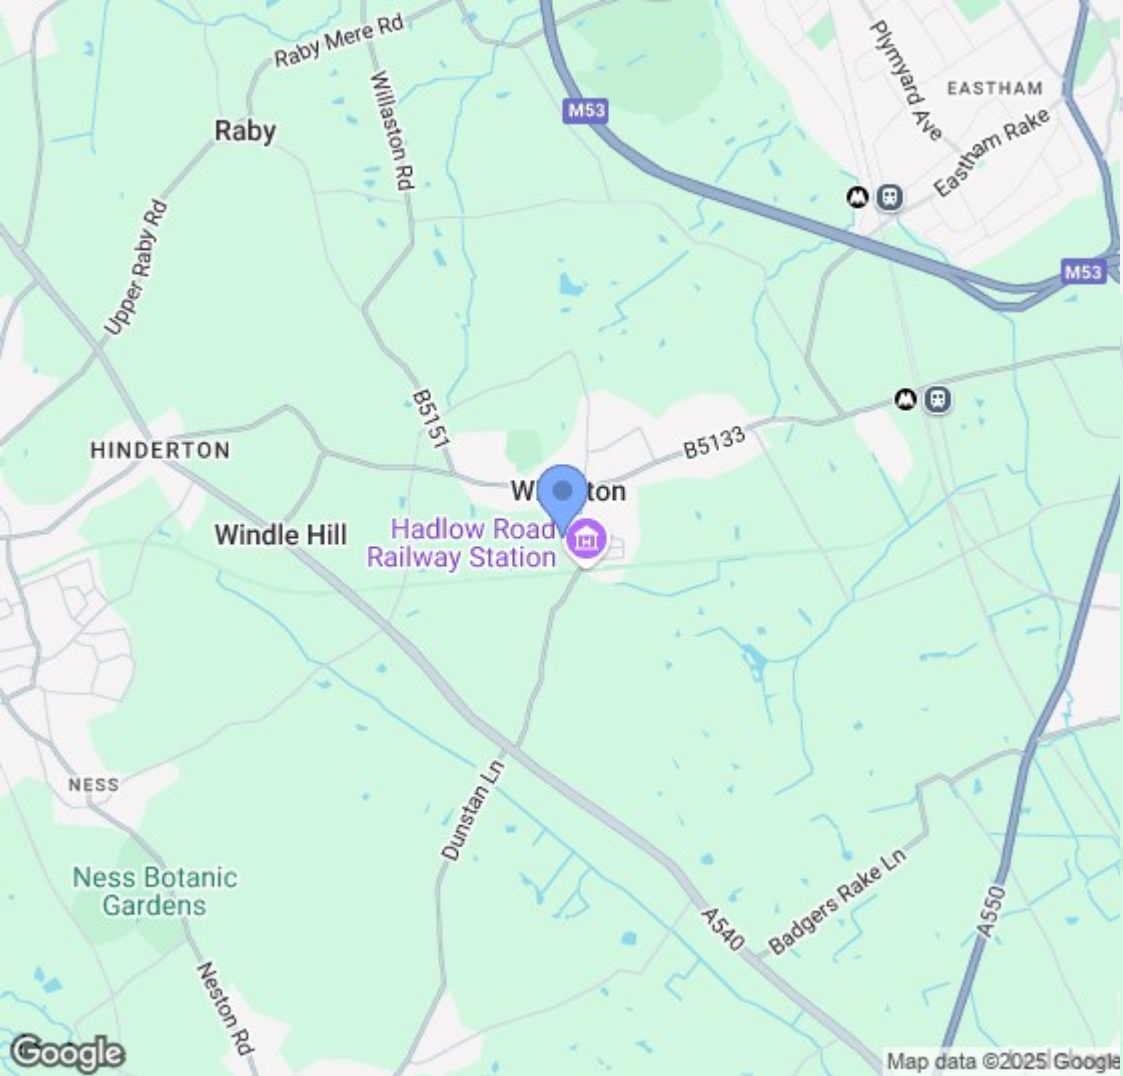 Raby Mere Rd
Plymyard Ave
Willaston Rd
EASTHAM
M53
Raby
Eastham Rake
Upper Raby Rd
M53
B5151
B5133
HINDERTON
W ton
Hadlow Road
Railway Station
Windle Hill
Dunstan Ln
NESS
Ness Botanic
Gardens
Badgers Rake Ln
A550
A540
Neston Rd
Google
Map data ©2025 Google